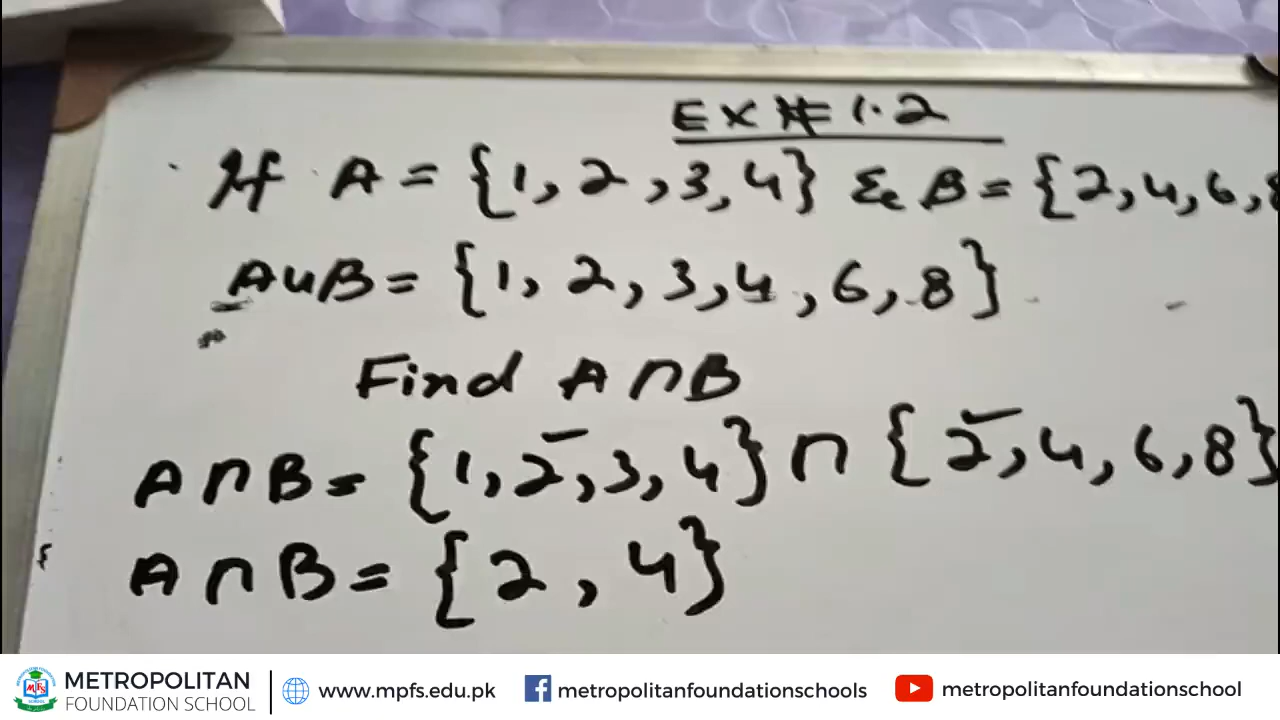 Ex # 1.2
If A = {1, 2, 3, 4} & B = {2, 4, 6, 8
A∪B = {1, 2, 3, 4, 6, 8}
Find A∩B
A∩B = {1, 2, 3, 4} ∩ {2, 4, 6, 8}
A∩B = {2, 4}
METROPOLITAN
FOUNDATION SCHOOL
www.mpfs.edu.pk
metropolitanfoundationschools
metropolitanfoundationschool